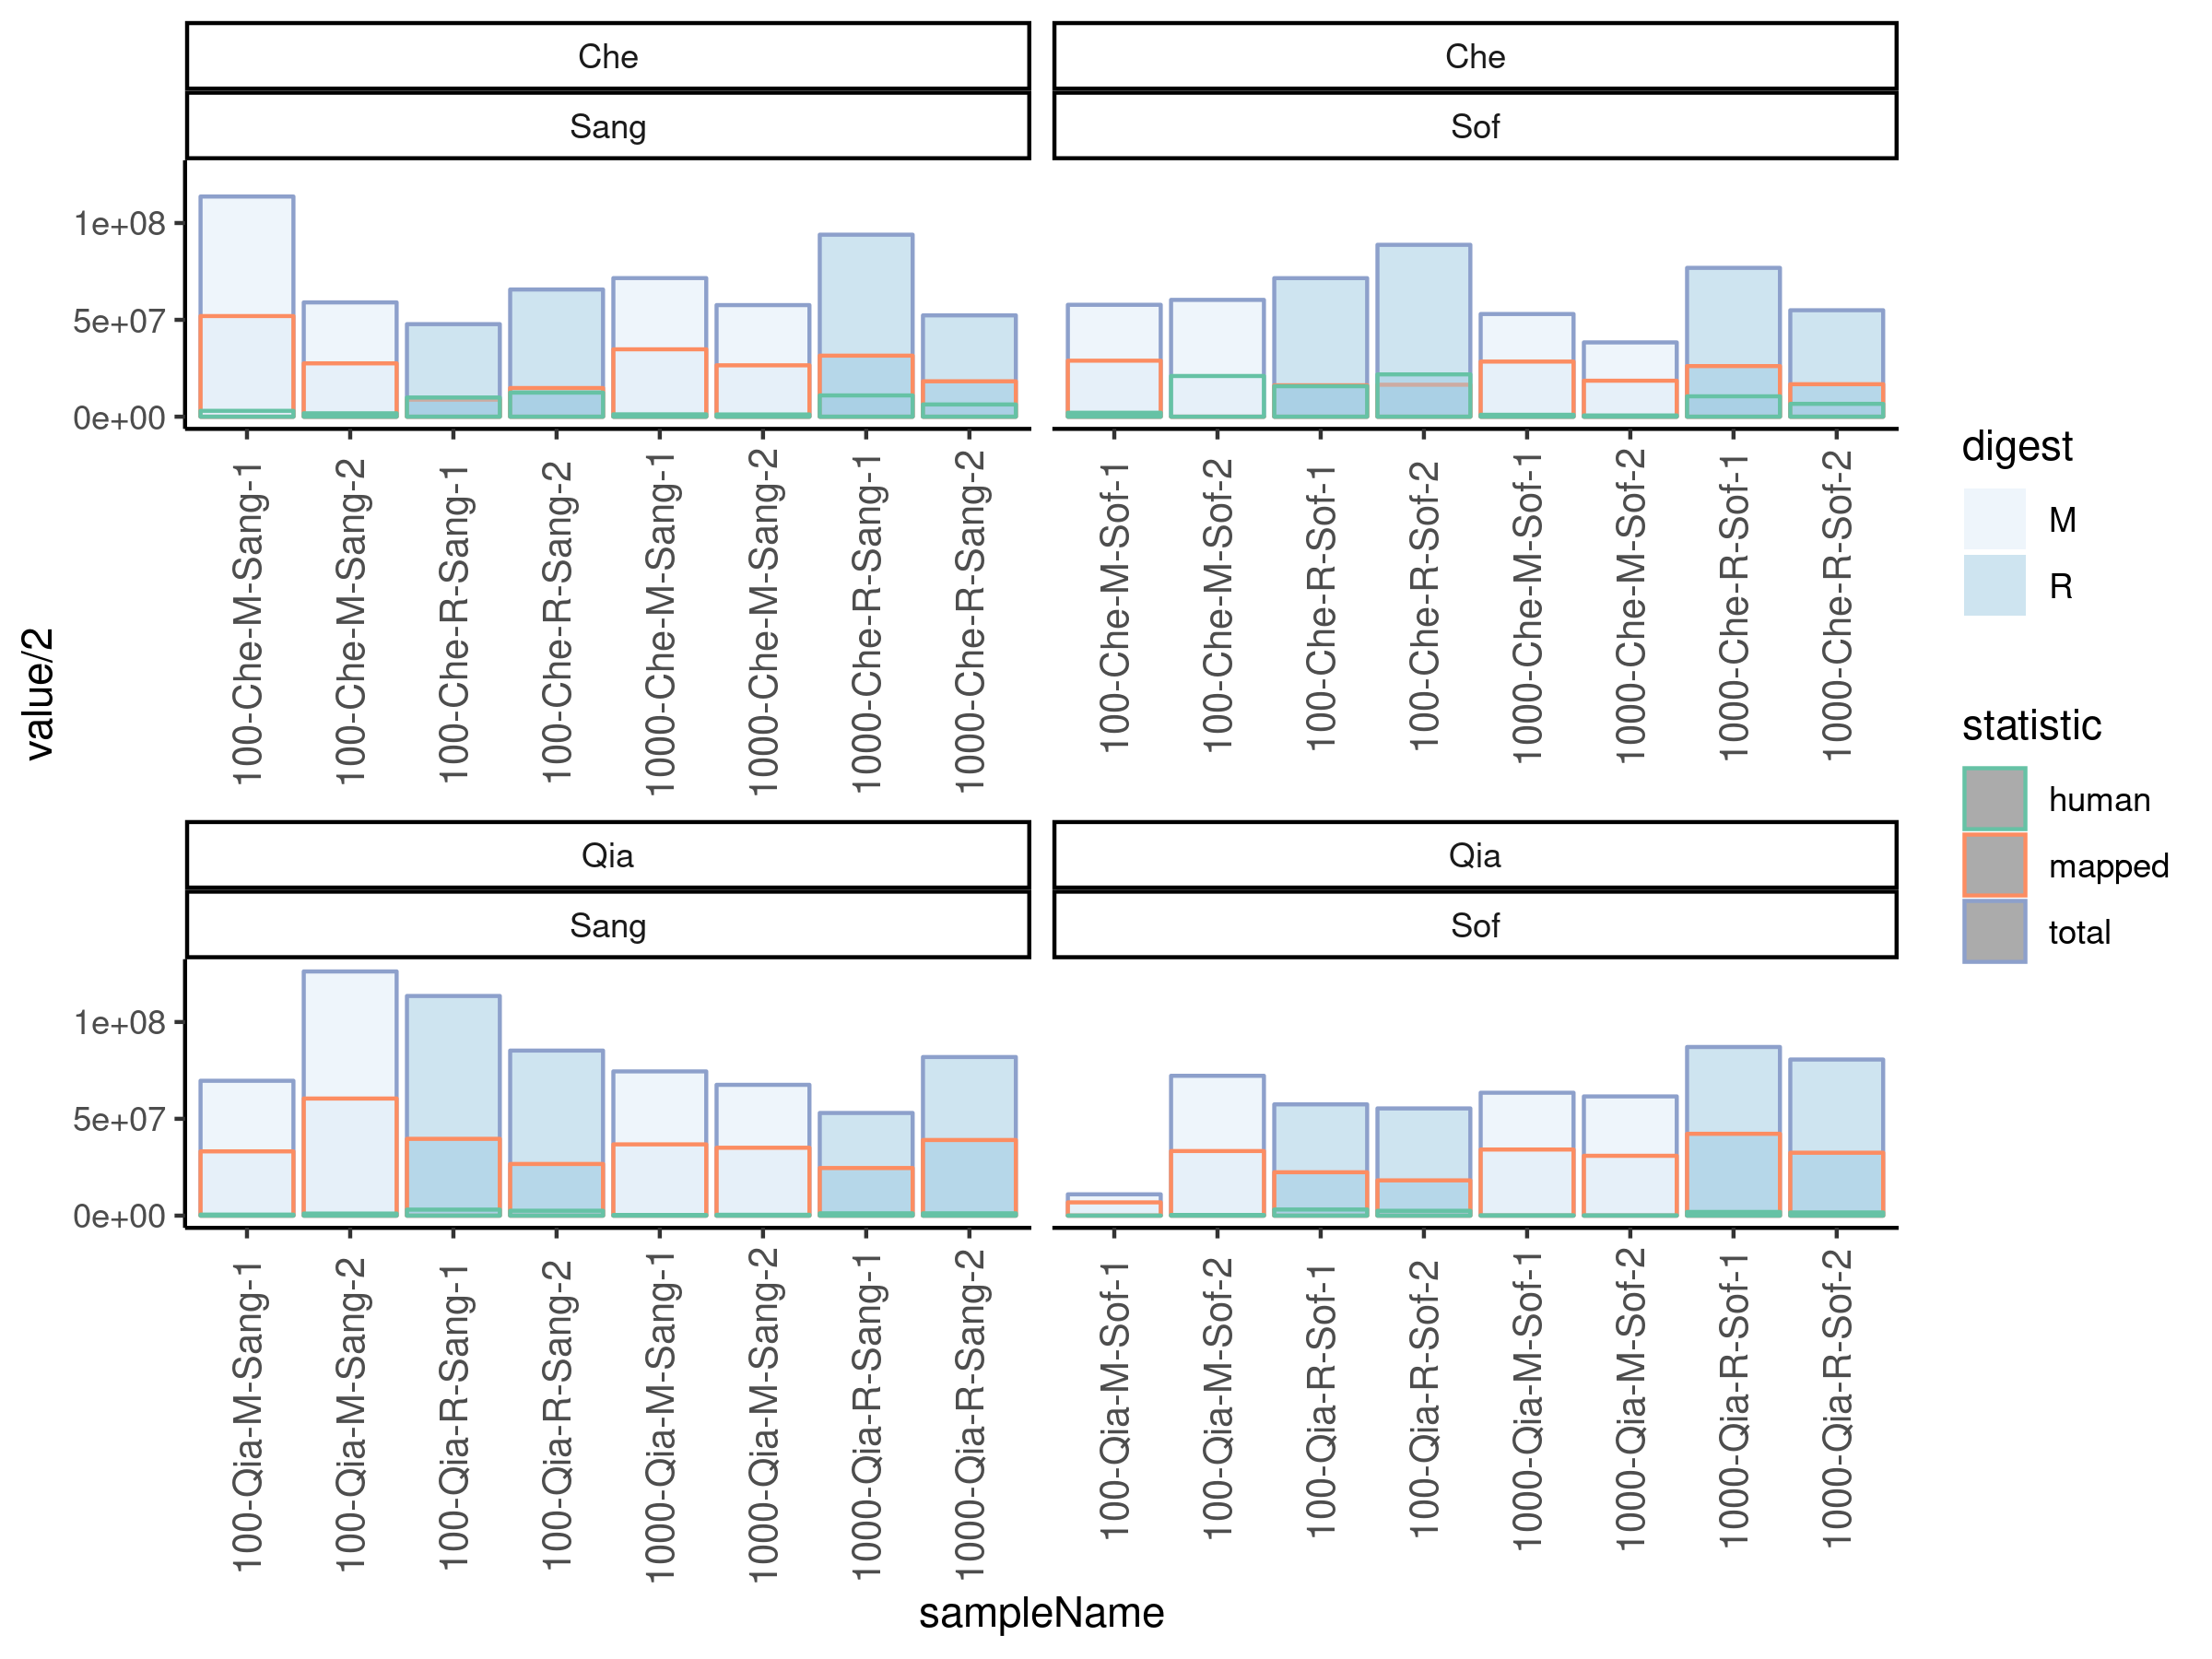 Che
Che
Sang
Sof
1e+08
5e+07
0e+00
100-Che-M-Sang-1
100-Che-M-Sang-2
100-Che-R-Sang-1
100-Che-R-Sang-2
1000-Che-M-Sang-1
1000-Che-M-Sang-2
1000-Che-R-Sang-1
1000-Che-R-Sang-2
100-Che-M-Sof-1
100-Che-M-Sof-2
100-Che-R-Sof-1
100-Che-R-Sof-2
1000-Che-M-Sof-1
1000-Che-M-Sof-2
1000-Che-R-Sof-1
1000-Che-R-Sof-2
value/2
Qia
Qia
Sang
Sof
1e+08
5e+07
0e+00
100-Qia-M-Sang-1
100-Qia-M-Sang-2
100-Qia-R-Sang-1
100-Qia-R-Sang-2
1000-Qia-M-Sang-1
1000-Qia-M-Sang-2
1000-Qia-R-Sang-1
1000-Qia-R-Sang-2
100-Qia-M-Sof-1
100-Qia-M-Sof-2
100-Qia-R-Sof-1
100-Qia-R-Sof-2
1000-Qia-M-Sof-1
1000-Qia-M-Sof-2
1000-Qia-R-Sof-1
1000-Qia-R-Sof-2
sampleName
digest
M
R
statistic
human
mapped
total